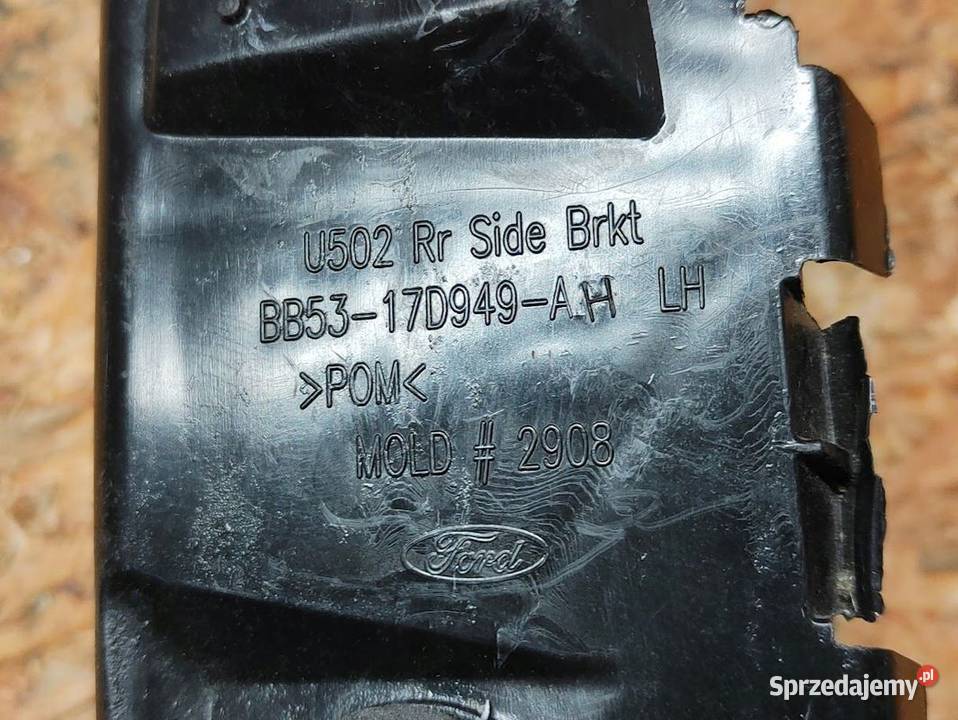 U502 Rr Side Brkt
BB53-17D949-AH LH
>POM<
MOLD # 2908
Ford
Sprzedajemy.pl